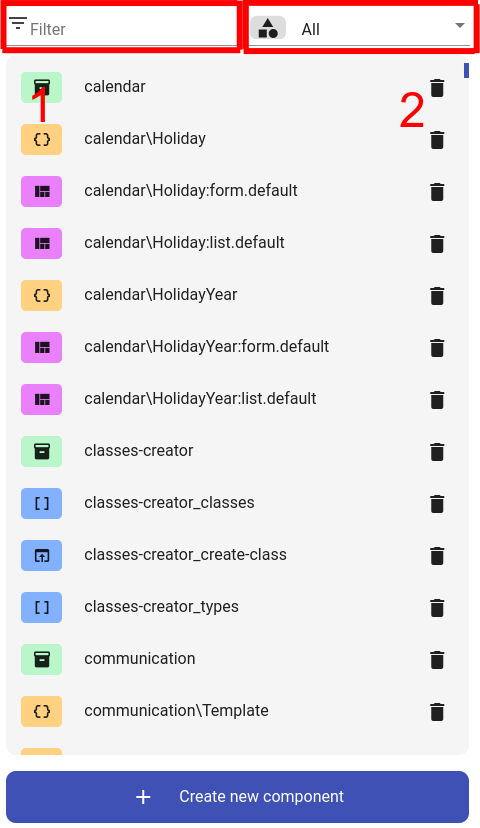 Filter
All
calendar
1
2
calendar\Holiday
calendar\Holiday:form.default
calendar\Holiday:list.default
calendar\HolidayYear
calendar\HolidayYear:form.default
calendar\HolidayYear:list.default
classes-creator
classes-creator_classes
classes-creator_create-class
classes-creator_types
communication
communication\Template
+ Create new component